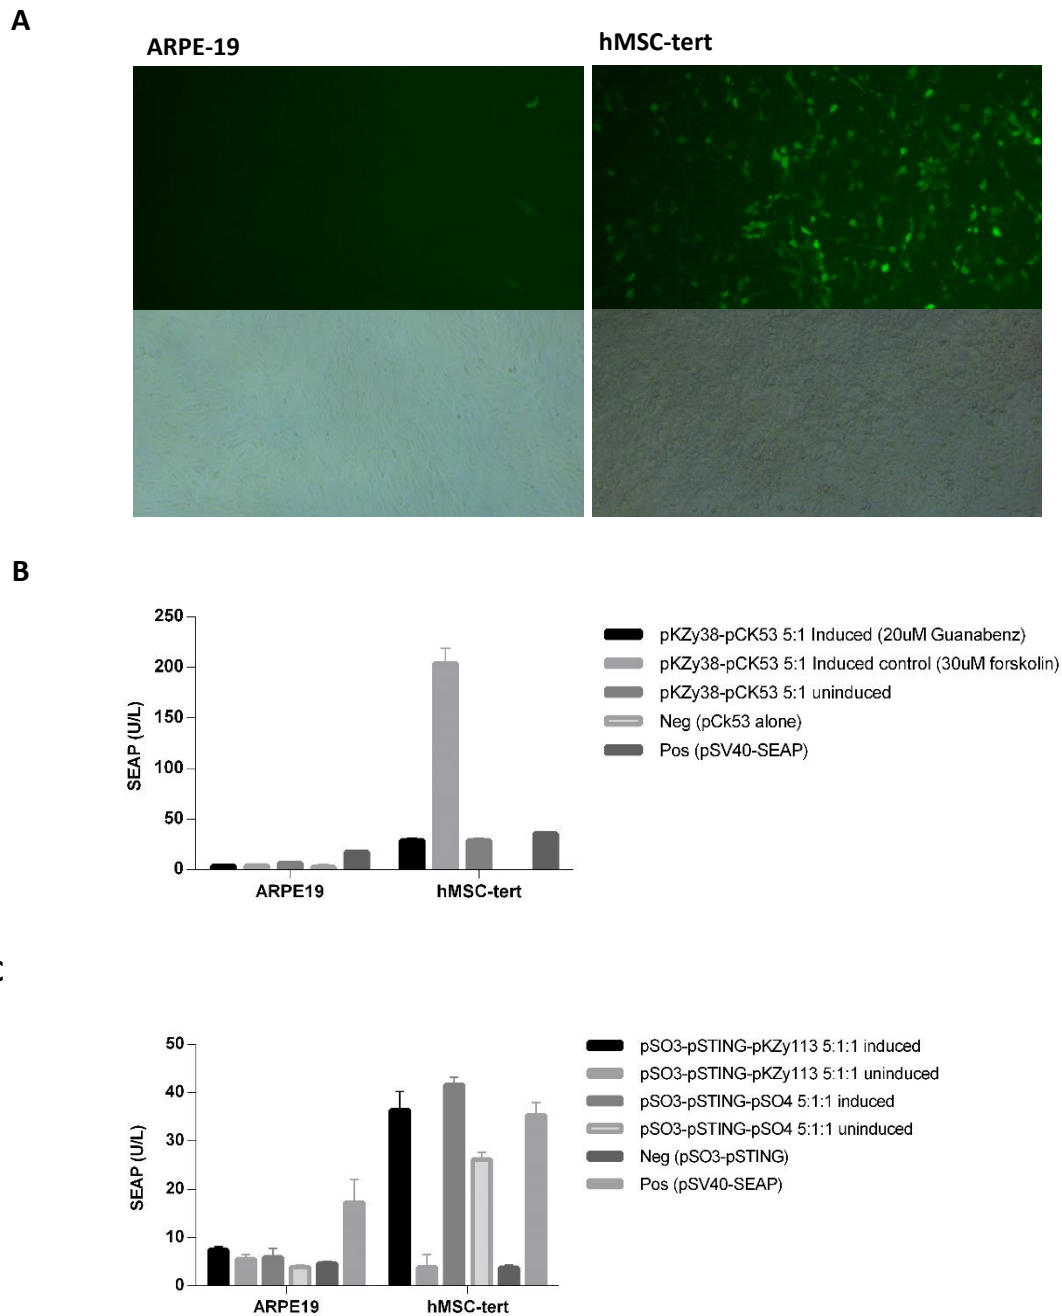 A
ARPE-19
hMSC-tert
B
250
200
150
100
50
0
SEAP (U/L)
ARPE19
hMSC-tert
pKZy38-pCK53 5:1 Induced (20uM Guanabenz)
pKZy38-pCK53 5:1 Induced control (30uM forskolin)
pKZy38-pCK53 5:1 uninduced
Neg (pCk53 alone)
Pos (pSV40-SEAP)
C
50
40
30
20
10
0
SEAP (U/L)
ARPE19
hMSC-tert
pSO3-pSTING-pKZy113 5:1:1 induced
pSO3-pSTING-pKZy113 5:1:1 uninduced
pSO3-pSTING-pSO4 5:1:1 induced
pSO3-pSTING-pSO4 5:1:1 uninduced
Neg (pSO3-pSTING)
Pos (pSV40-SEAP)